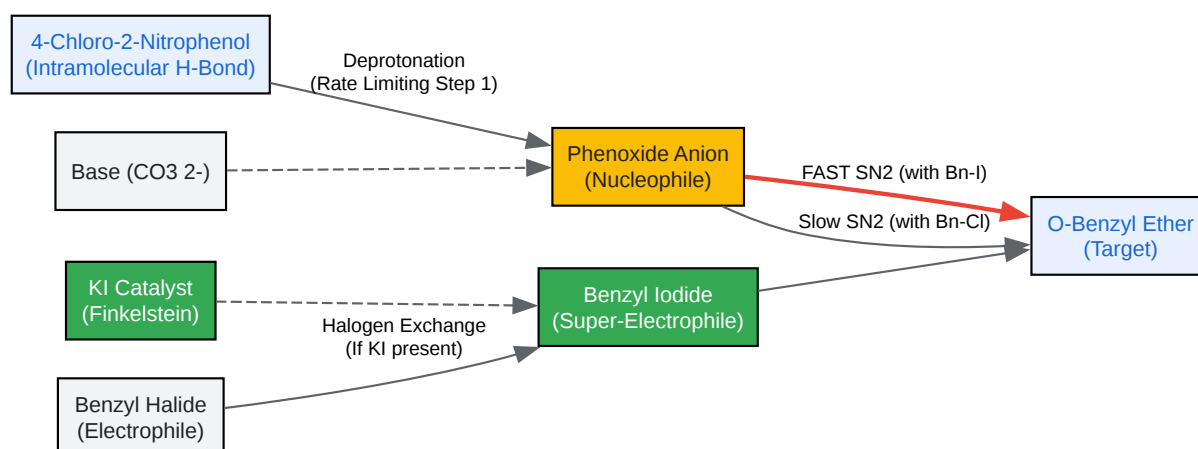 4-Chloro-2-Nitrophenol
(Intramolecular H-Bond)
Deprotonation
(Rate Limiting Step 1)
Base (CO3 2-)
Phenoxide Anion
(Nucleophile)
FAST SN2 (with Bn-I)
Slow SN2 (with Bn-Cl)
O-Benzyl Ether
(Target)
KI Catalyst
(Finkelstein)
Halogen Exchange
(If KI present)
Benzyl Iodide
(Super-Electrophile)
Benzyl Halide
(Electrophile)